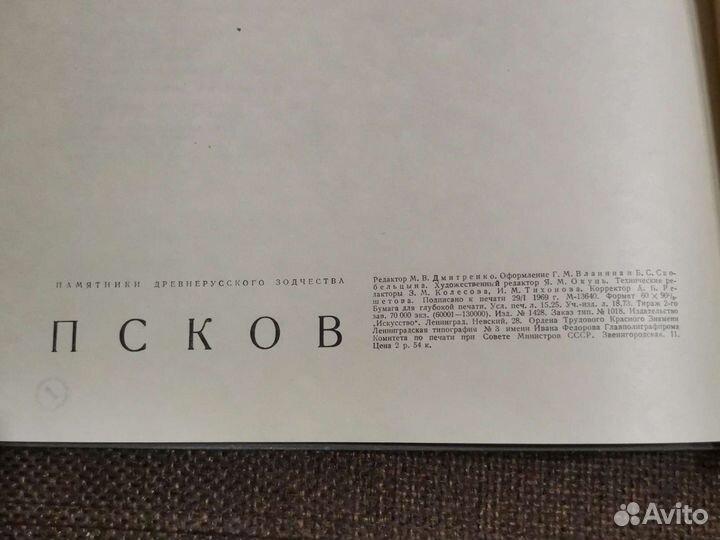 ПАМЯТНИКИ ДРЕВНЕРУССКОГО ЗОДЧЕСТВА
ПСКОВ
Редактор М. В. Дмитренко. Оформление Г. М. Владина и Б. С. Ско-
бельцына. Художественный редактор Я. М. Окунь. Технические ре-
дакторы З. М. Колесова, И. М. Тихонова. Корректор А. Б. Ре-
шетова. Подписано к печати 29/I 1969 г. М-13640. Формат 60 × 90⅛.
Бумага для глубокой печати. Усл. печ. л. 15,25. Уч.-изд. л. 18,73. Тираж 2-го
зав. 70 000 экз. (60001—130000). Изд. № 1428. Заказ тип. № 1018. Издательство
„Искусство". Ленинград, Невский, 28. Ордена Трудового Красного Знамени
Ленинградская типография № 3 имени Ивана Федорова Главполиграфпрома
Комитета по печати при Совете Министров СССР. Звенигородская, 11.
Цена 2 р. 54 к.
1
Avito